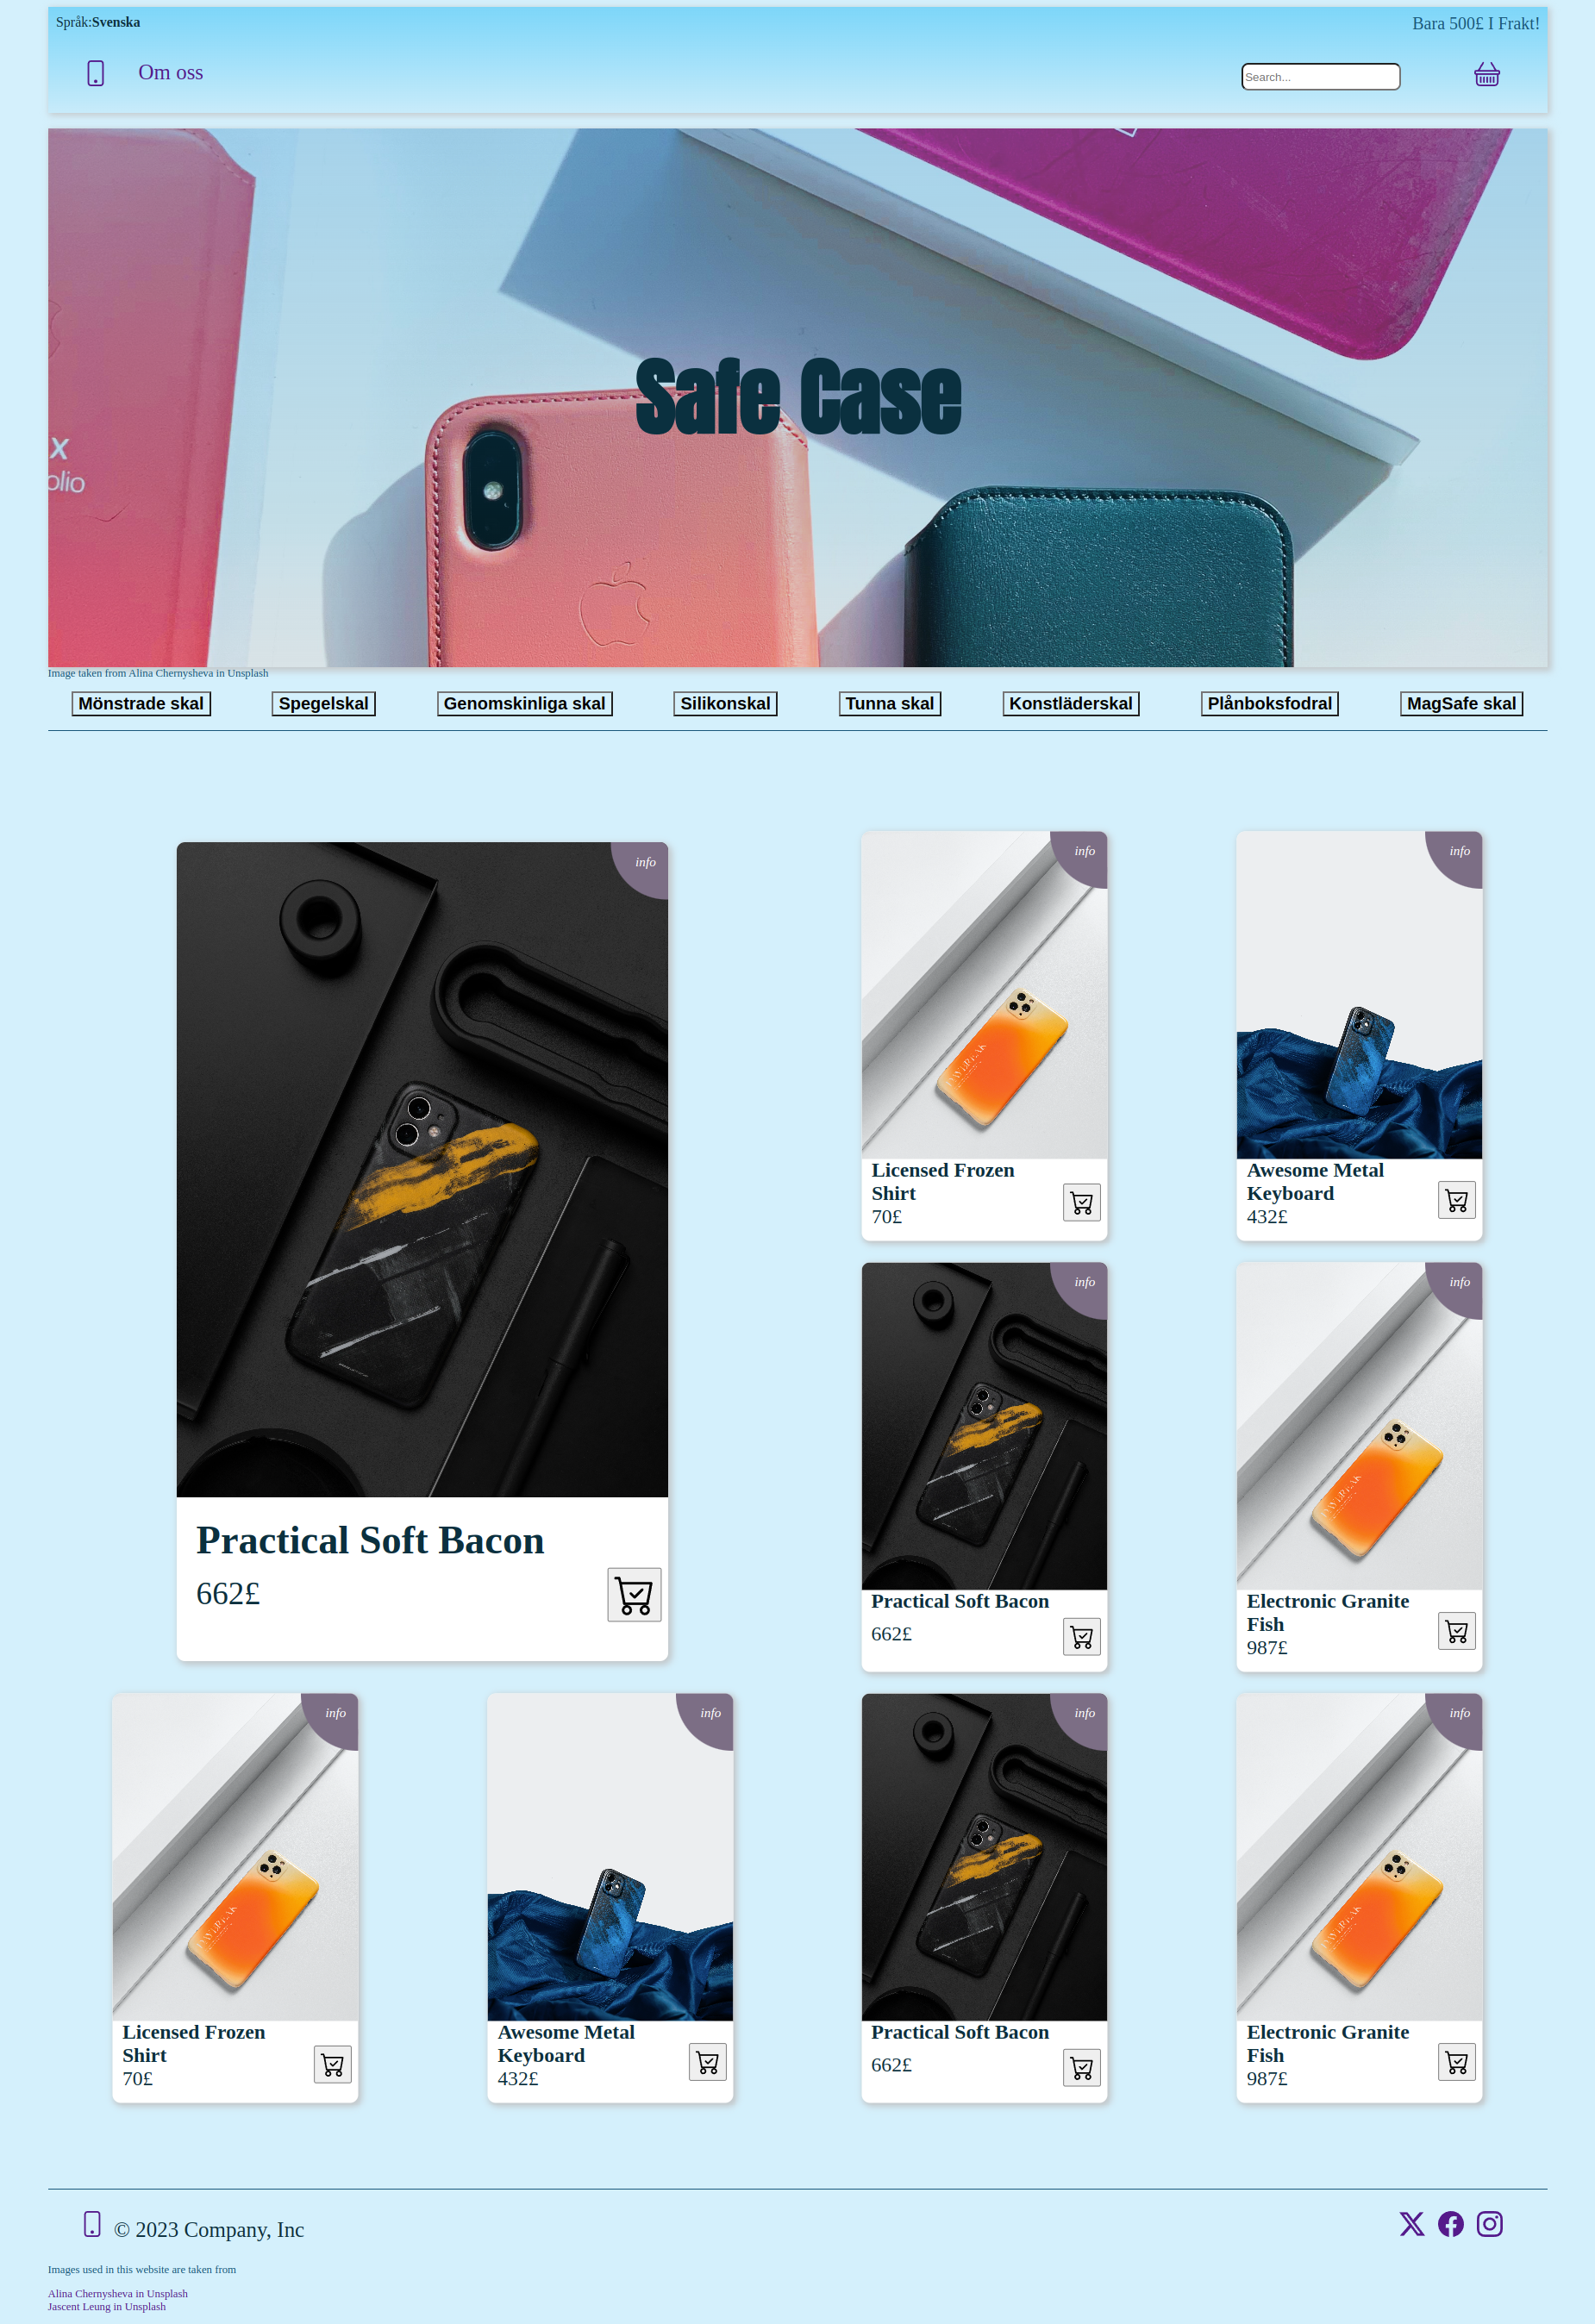 Språk:Svenska
Bara 500£ I Frakt!
Om oss
Search...
X
olio
Safe Case
Image taken from Alina Chernysheva in Unsplash
Mönstrade skal
Spegelskal
Genomskinliga skal
Silikonskal
Tunna skal
Konstläderskal
Plånboksfodral
MagSafe skal
info
Practical Soft Bacon
662£
info
Licensed Frozen
Shirt
70£
info
Awesome Metal
Keyboard
432£
info
Practical Soft Bacon
662£
info
Electronic Granite
Fish
987£
info
Licensed Frozen
Shirt
70£
info
Awesome Metal
Keyboard
432£
info
Practical Soft Bacon
662£
info
Electronic Granite
Fish
987£
© 2023 Company, Inc
Images used in this website are taken from
Alina Chernysheva in Unsplash
Jascent Leung in Unsplash